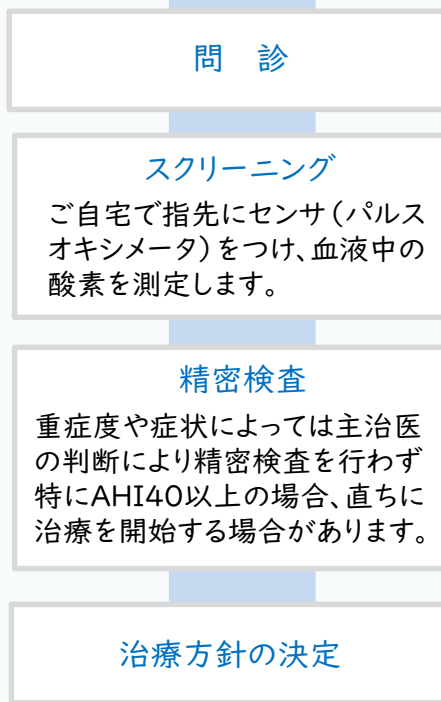 問　診
スクリーニング
ご自宅で指先にセンサ(パルス
オキシメータ)をつけ、血液中の
酸素を測定します。
精密検査
重症度や症状によっては主治医
の判断により精密検査を行わず
特にAHI40以上の場合、直ちに
治療を開始する場合があります。
治療方針の決定